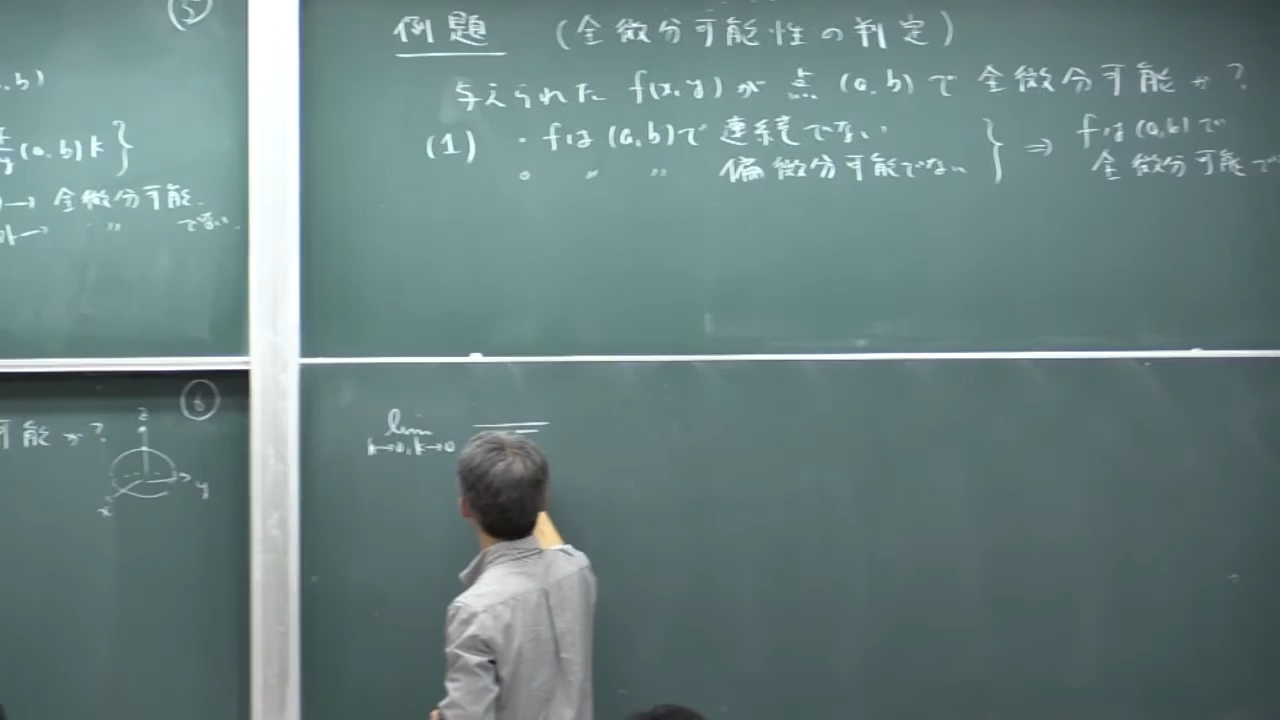 ⑤
,b)
(a,b)k}
→ 全微分可能.
→ 〃 でない.
例題 (全微分可能性の判定)
与えられた f(x,y)が 点 (a,b)で 全微分可能か?
(1) ・fは(a,b)で 連続でない
。 〃 〃 偏微分可能でない } ⇒ fは(a,b)で
全微分可能で
⑥
可能か?
z
y
x
lim
h→0,k→0